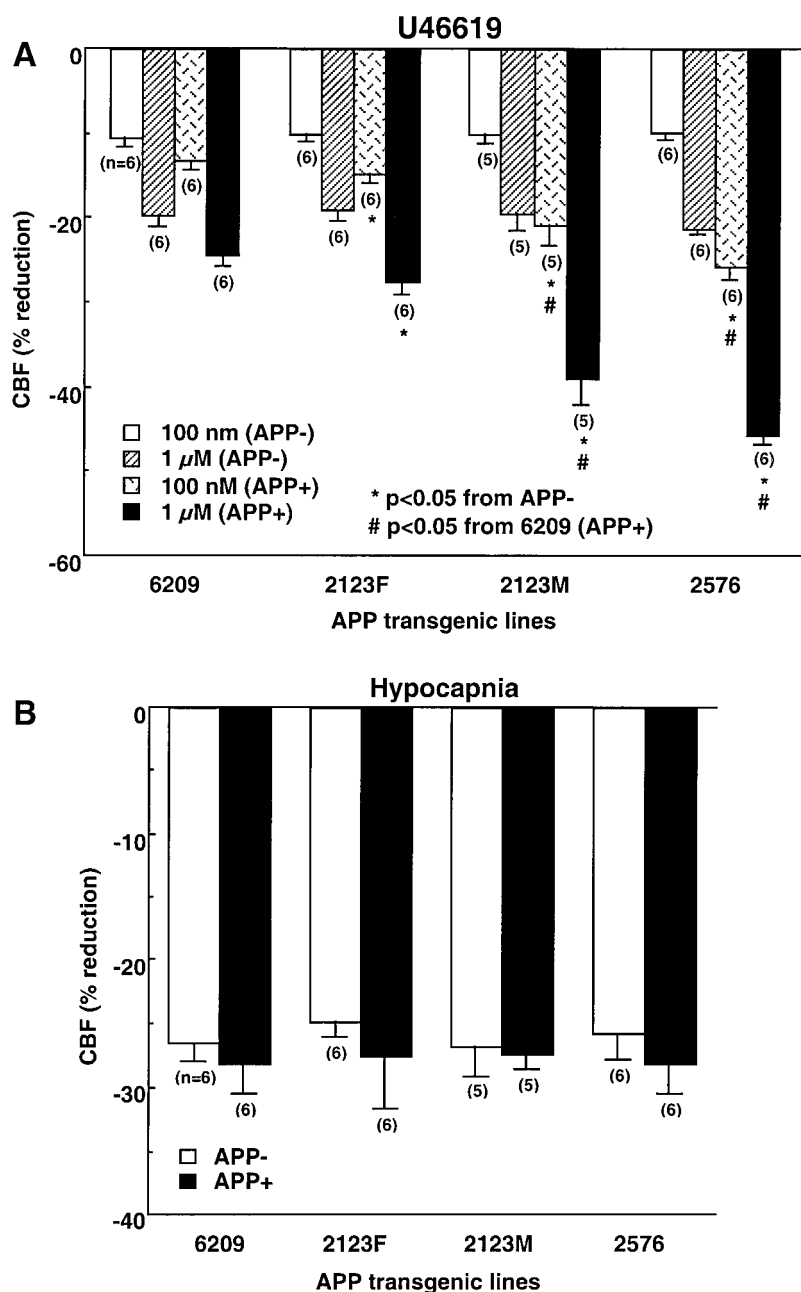 U46619
A
0
-20
-40
-60
CBF (% reduction)
(n=6)
(6)
(6)
(6)
(6)
(6)
(6)
*
(6)
*
(5)
(5)
(5)
*
#
(5)
*
#
(6)
(6)
(6)
*
#
(6)
*
#
100 nm (APP-)
1 µM (APP-)
100 nM (APP+)
1 µM (APP+)
* p<0.05 from APP-
# p<0.05 from 6209 (APP+)
6209 2123F 2123M 2576
APP transgenic lines
Hypocapnia
B
0
-10
-20
-30
-40
CBF (% reduction)
(n=6)
(6)
(6)
(6)
(5)
(5)
(6)
(6)
APP-
APP+
6209 2123F 2123M 2576
APP transgenic lines